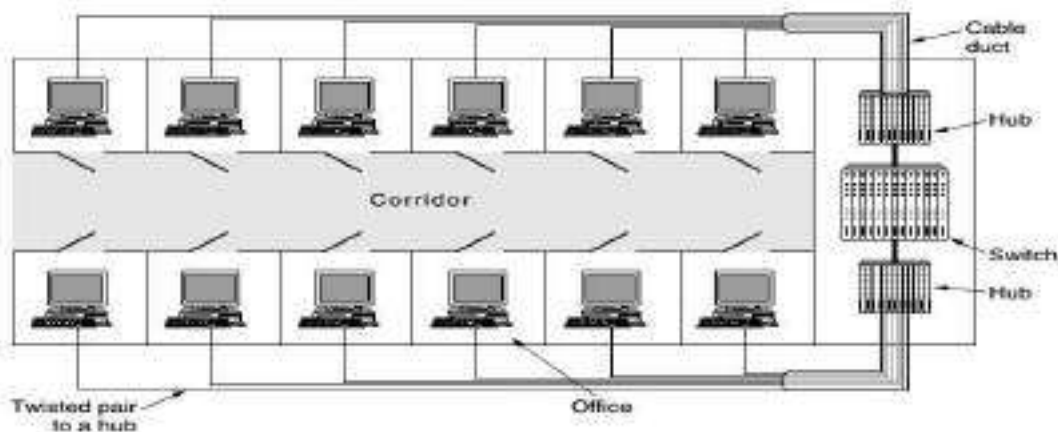 Cable
duct
Hub
Corridor
Switch
Hub
Twisted pair
to a hub
Office